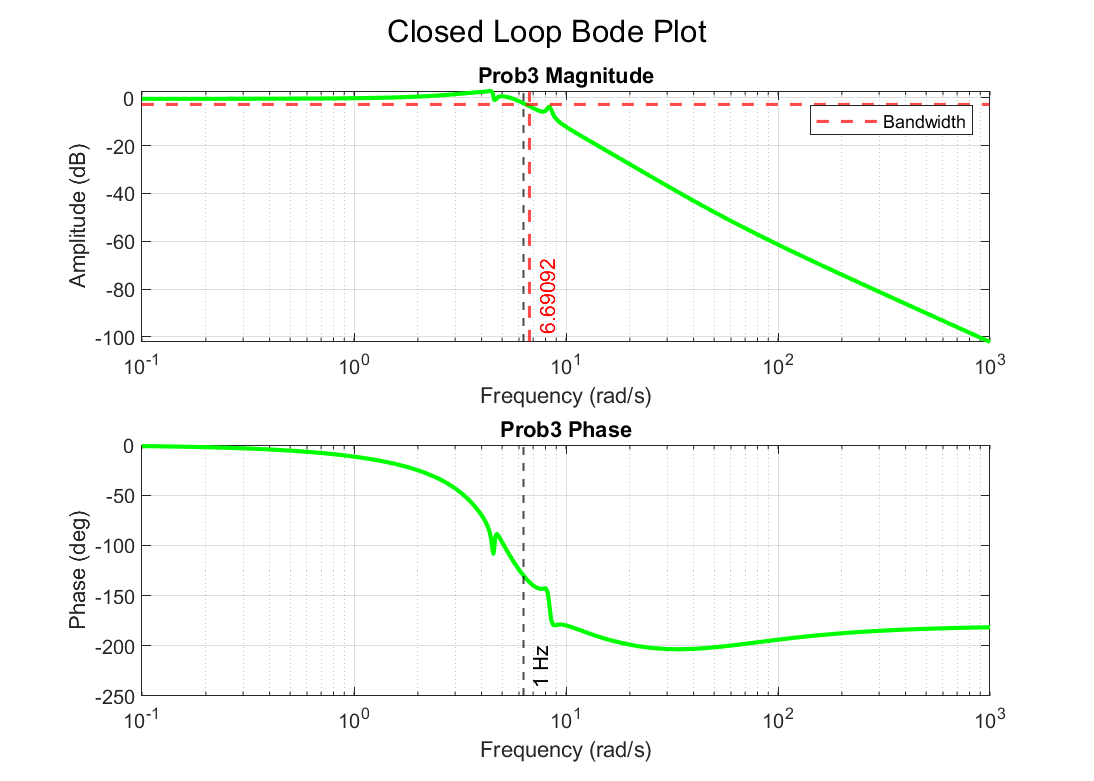 Closed Loop Bode Plot
Prob3 Magnitude
Amplitude (dB)
0
-20
-40
-60
-80
-100
Bandwidth
6.69092
10^-1
10^0
10^1
10^2
10^3
Frequency (rad/s)
Prob3 Phase
Phase (deg)
0
-50
-100
-150
-200
-250
1 Hz
10^-1
10^0
10^1
10^2
10^3
Frequency (rad/s)